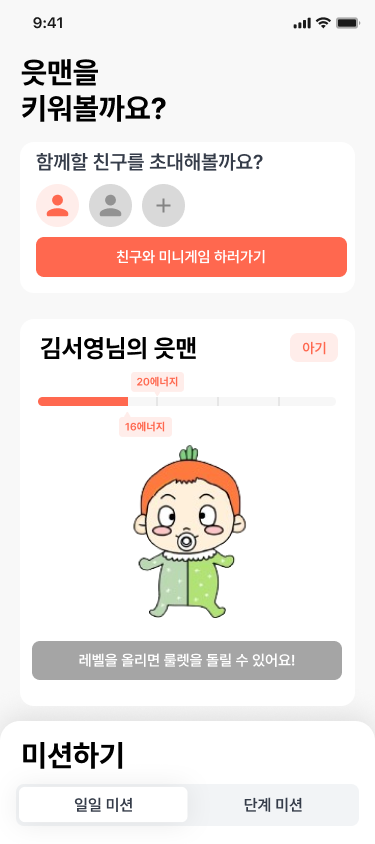 9:41
읏맨을
키워볼까요?
함께할 친구를 초대해볼까요?
친구와 미니게임 하러가기
김서영님의 읏맨
아기
20에너지
16에너지
레벨을 올리면 룰렛을 돌릴 수 있어요!
미션하기
일일 미션
단계 미션